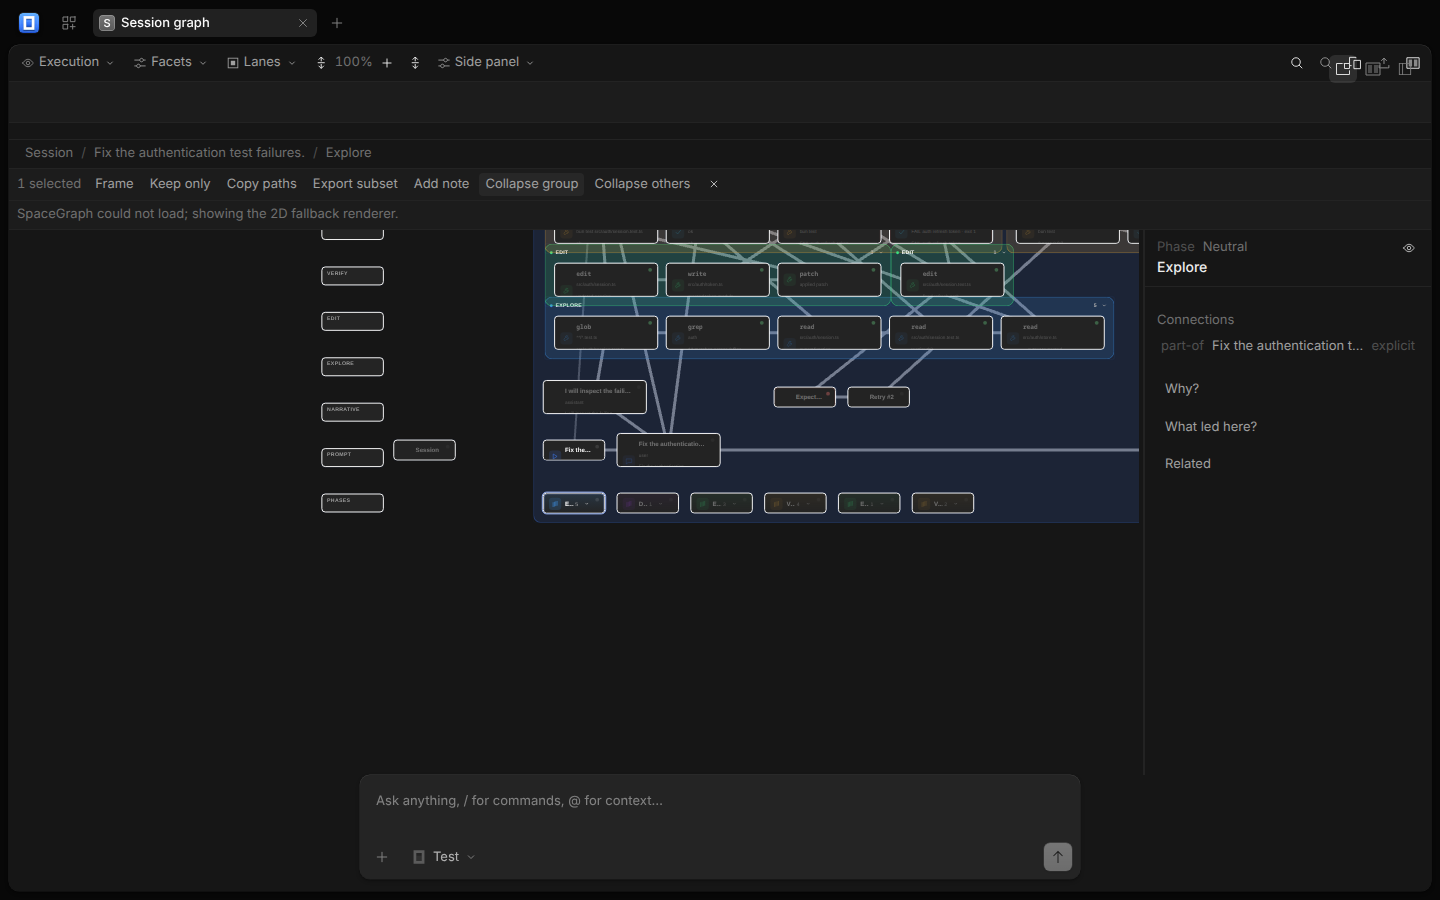 S Session graph
Execution Facets Lanes 100% + Side panel
Session / Fix the authentication test failures. / Explore
1 selected Frame Keep only Copy paths Export subset Add note Collapse group Collapse others ×
SpaceGraph could not load; showing the 2D fallback renderer.
Phase Neutral
Explore
Connections
part-of Fix the authentication t... explicit
Why?
What led here?
Related
EDIT
EDIT
VERIFY
edit
write
patch
edit
EXPLORE
5
EDIT
glob
grep
read
read
read
EXPLORE
I will inspect the faili...
Expect...
Retry #2
NARRATIVE
Fix the authenticatio...
PROMPT
Session
Fix the...
PHASES
E...
D...
E...
V...
E...
V...
Ask anything, / for commands, @ for context...
Test